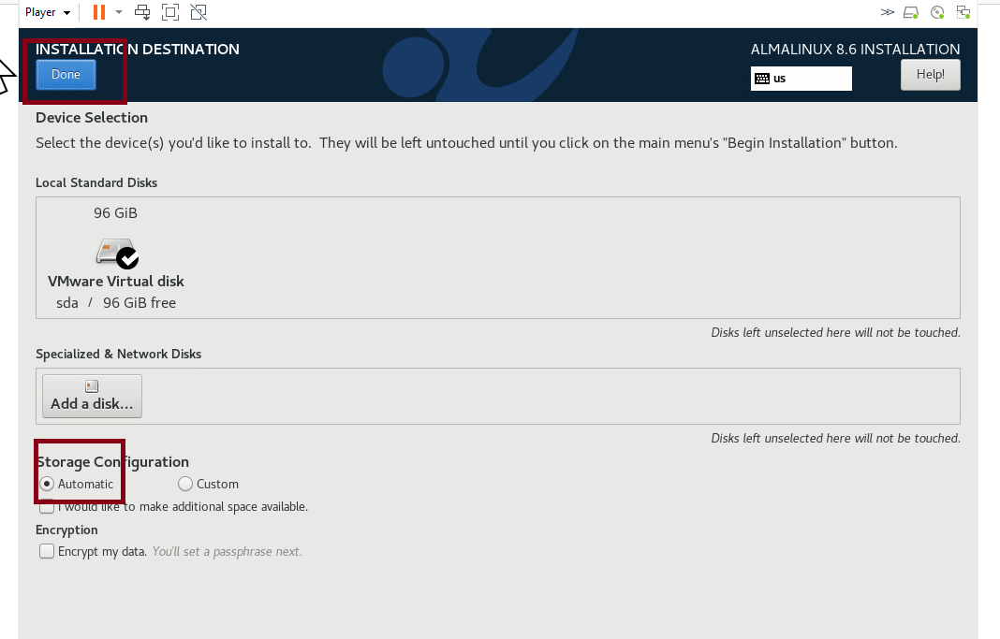 Player
INSTALLATION DESTINATION
ALMALINUX 8.6 INSTALLATION
Done
us
Help!
Device Selection
Select the device(s) you'd like to install to.  They will be left untouched until you click on the main menu's "Begin Installation" button.
Local Standard Disks
96 GiB
VMware Virtual disk
sda / 96 GiB free
Disks left unselected here will not be touched.
Specialized & Network Disks
Add a disk...
Disks left unselected here will not be touched.
Storage Configuration
Automatic Custom
I would like to make additional space available.
Encryption
Encrypt my data. You'll set a passphrase next.